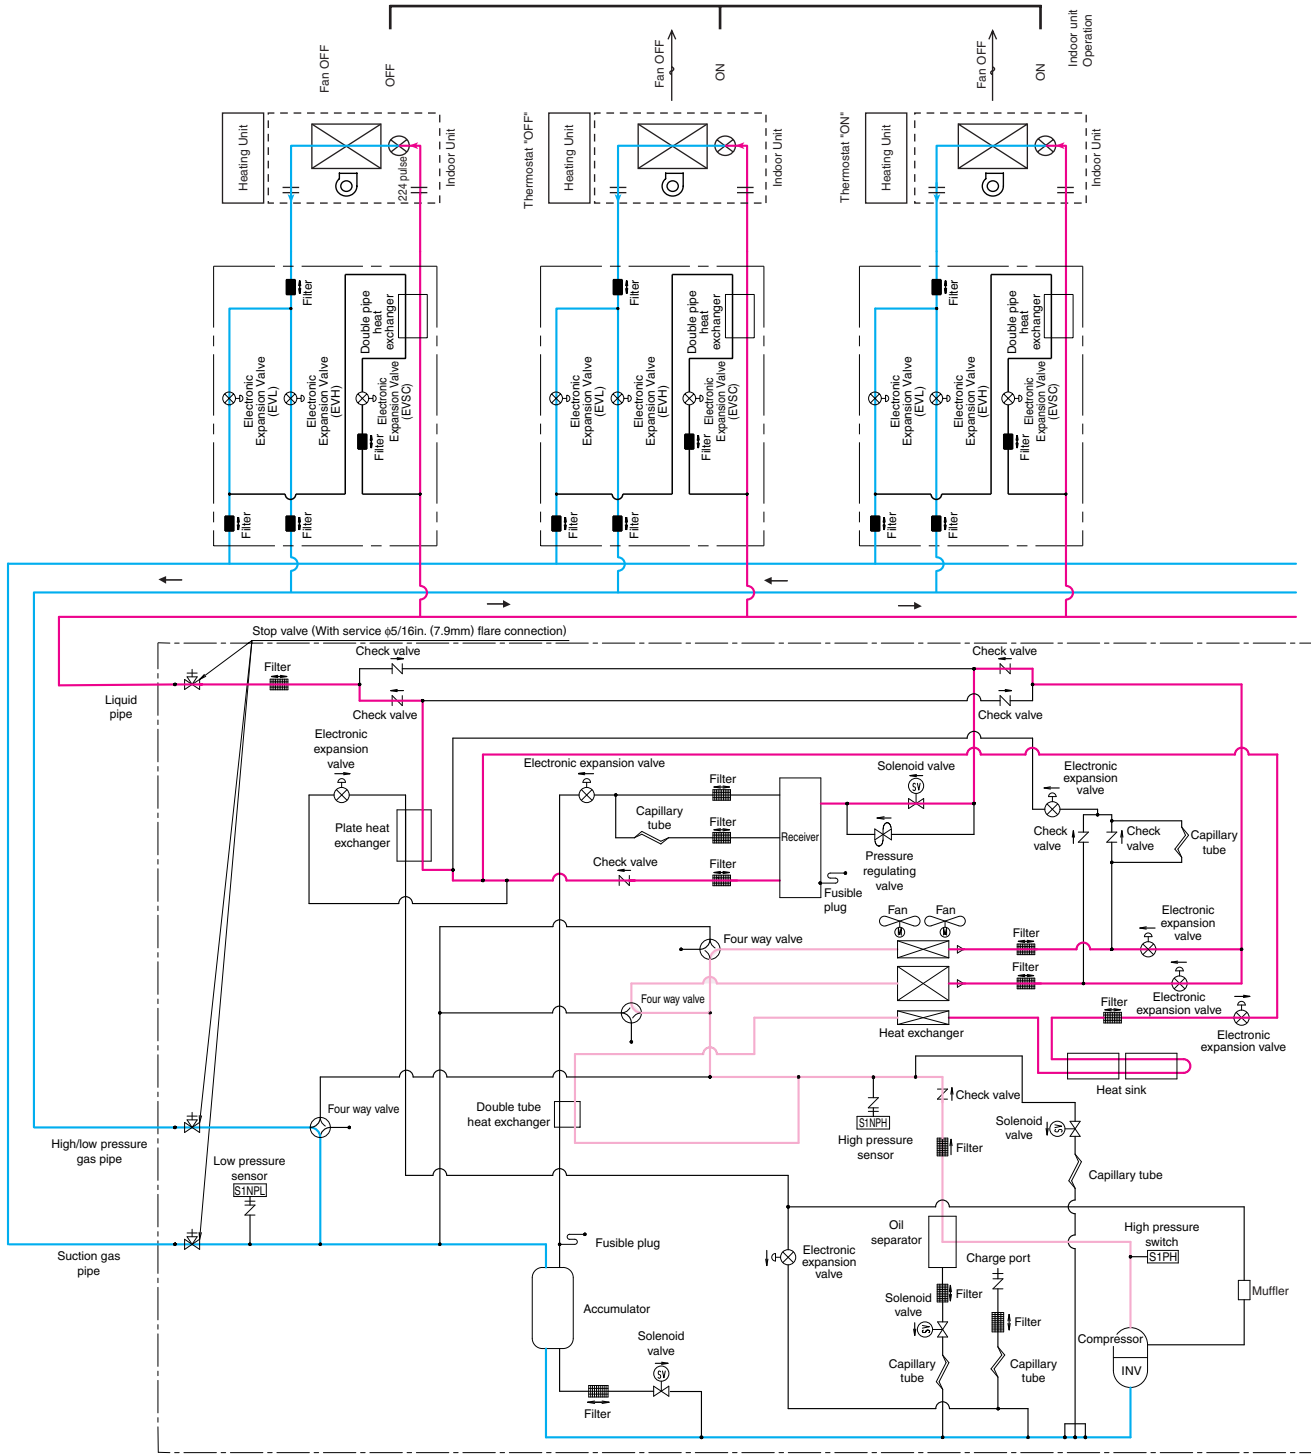 Fan OFF
OFF
Fan OFF
ON
Fan OFF
ON
Indoor unit
Operation
Heating Unit
224 pulse
Indoor Unit
Thermostat "OFF"
Heating Unit
Indoor Unit
Thermostat "ON"
Heating Unit
Indoor Unit
Filter
Double pipe
heat
exchanger
Electronic
Expansion Valve
(EVL)
Electronic
Expansion Valve
(EVH)
Electronic
Expansion Valve
(EVSC)
Filter
Filter
Filter
Filter
Double pipe
heat
exchanger
Electronic
Expansion Valve
(EVL)
Electronic
Expansion Valve
(EVH)
Electronic
Expansion Valve
(EVSC)
Filter
Filter
Filter
Filter
Double pipe
heat
exchanger
Electronic
Expansion Valve
(EVL)
Electronic
Expansion Valve
(EVH)
Electronic
Expansion Valve
(EVSC)
Filter
Filter
Filter
Stop valve (With service ϕ5/16in. (7.9mm) flare connection)
Check valve
Check valve
Filter
Liquid
pipe
Check valve
Check valve
Electronic
expansion
valve
Electronic expansion valve
Filter
Solenoid valve
SV
Electronic
expansion
valve
Capillary
tube
Filter
Plate heat
exchanger
Receiver
Check
valve
Check
valve
Capillary
tube
Check valve
Filter
Pressure
regulating
valve
Fusible
plug
Fan
Fan
M
M
Electronic
expansion
valve
Four way valve
Filter
Filter
Four way valve
Electronic
expansion valve
Filter
Heat exchanger
Electronic
expansion valve
Heat sink
Double tube
heat exchanger
Four way valve
Check valve
S1NPH
High pressure
sensor
Solenoid
valve
SV
High/low pressure
gas pipe
Low pressure
sensor
S1NPL
Filter
Capillary tube
Oil
separator
High pressure
switch
S1PH
Suction gas
pipe
Fusible plug
Electronic
expansion
valve
Charge port
Muffler
Accumulator
Solenoid
valve
SV
Filter
Filter
Solenoid
valve
SV
Compressor
INV
Capillary
tube
Capillary
tube
Filter